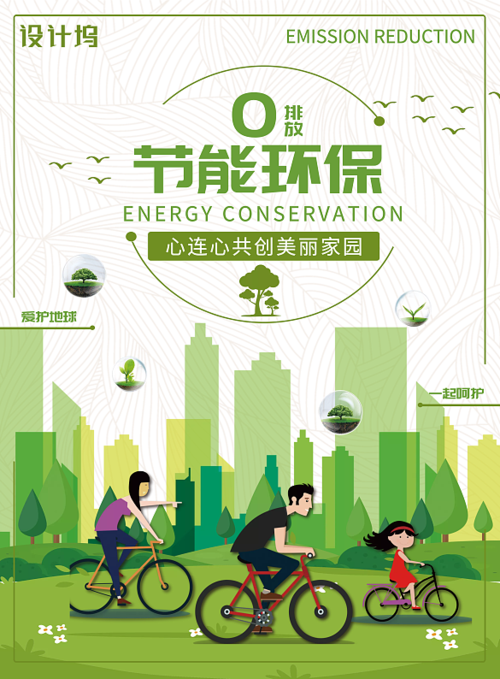 设计坞
EMISSION REDUCTION
0排放
节能环保
ENERGY CONSERVATION
心连心共创美丽家园
爱护地球
一起呵护